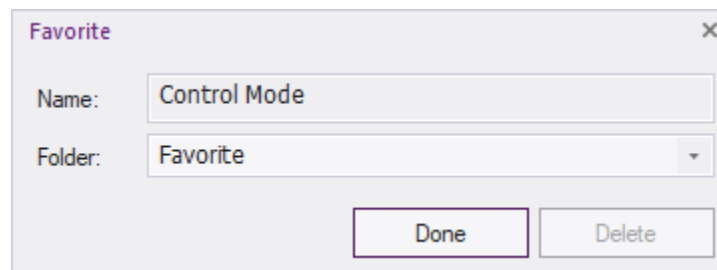 Favorite
Name: Control Mode
Folder: Favorite
Done Delete